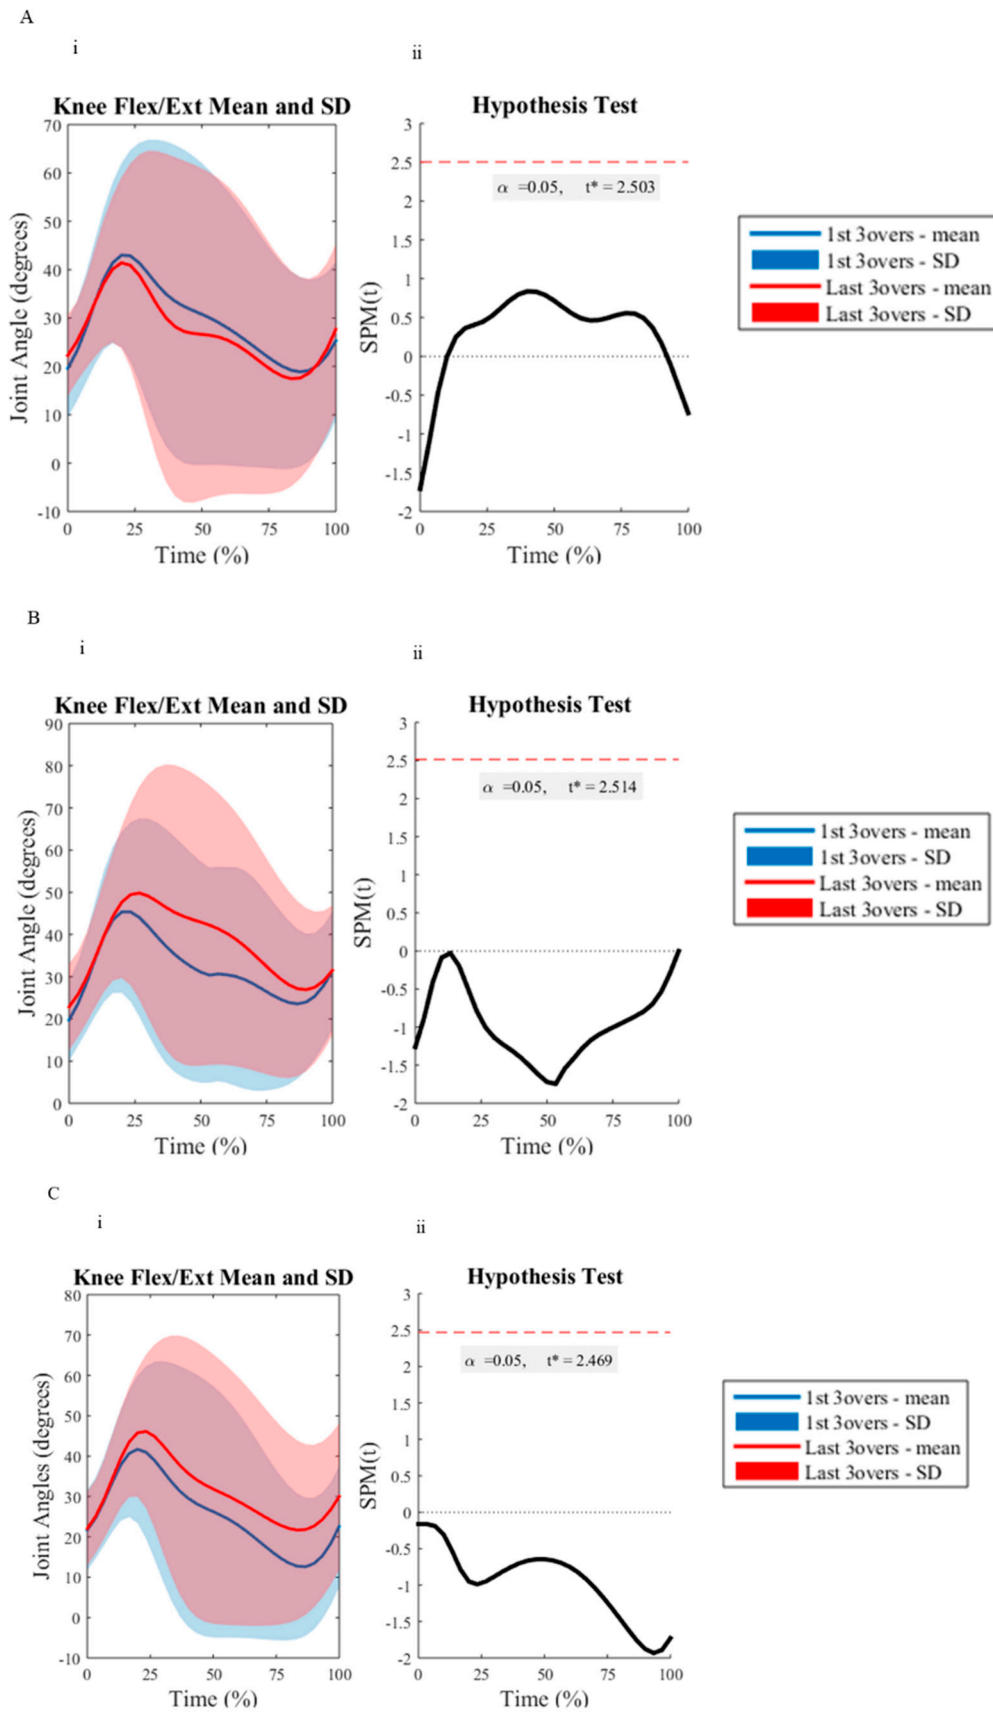 A
i
ii
Knee Flex/Ext Mean and SD
Hypothesis Test
70
60
50
40
30
20
10
0
-10
Joint Angle (degrees)
0 25 50 75 100
Time (%)
3
2.5
2
1.5
1
0.5
0
-0.5
-1
-1.5
-2
SPM(t)
α =0.05, t* = 2.503
0 25 50 75 100
Time (%)
1st 3overs - mean
1st 3overs - SD
Last 3overs - mean
Last 3overs - SD
B
i
ii
Knee Flex/Ext Mean and SD
Hypothesis Test
90
80
70
60
50
40
30
20
10
0
Joint Angle (degrees)
0 25 50 75 100
Time (%)
3
2.5
2
1.5
1
0.5
0
-0.5
-1
-1.5
-2
SPM(t)
α =0.05, t* = 2.514
0 25 50 75 100
Time (%)
1st 3overs - mean
1st 3overs - SD
Last 3overs - mean
Last 3overs - SD
C
i
ii
Knee Flex/Ext Mean and SD
Hypothesis Test
80
70
60
50
40
30
20
10
0
-10
Joint Angles (degrees)
0 25 50 75 100
Time (%)
3
2.5
2
1.5
1
0.5
0
-0.5
-1
-1.5
-2
SPM(t)
α =0.05, t* = 2.469
0 25 50 75 100
Time (%)
1st 3overs - mean
1st 3overs - SD
Last 3overs - mean
Last 3overs - SD